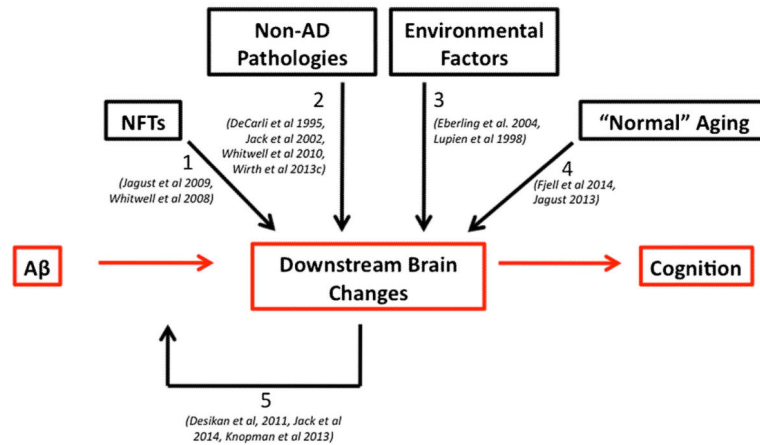 Non-AD
Pathologies
Environmental
Factors
NFTs
“Normal” Aging
2
(DeCarli et al 1995,
Jack et al 2002,
Whitwell et al 2010,
Wirth et al 2013c)
3
(Eberling et al. 2004,
Lupien et al 1998)
1
(Jagust et al 2009,
Whitwell et al 2008)
4
(Fjell et al 2014,
Jagust 2013)
Aβ
Downstream Brain
Changes
Cognition
5
(Desikan et al, 2011, Jack et al
2014, Knopman et al 2013)